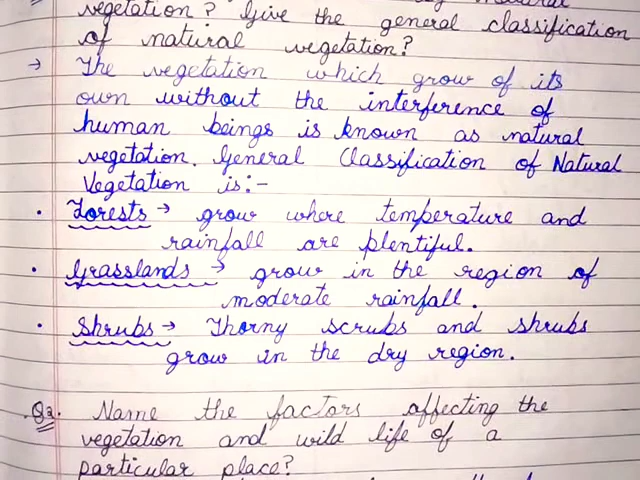 vegetation? Give the general classification
of natural vegetation?
→ The vegetation which grow of its
own without the interference of
human beings is known as natural
vegetation. General Classification of Natural
Vegetation is:-
• Forests → grow where temperature and
rainfall are plentiful.
• Grasslands → grow in the region of
moderate rainfall.
• Shrubs → Thorny scrubs and shrubs
grow in the dry region.
Q2. Name the factors affecting the
vegetation and wild life of a
particular place?